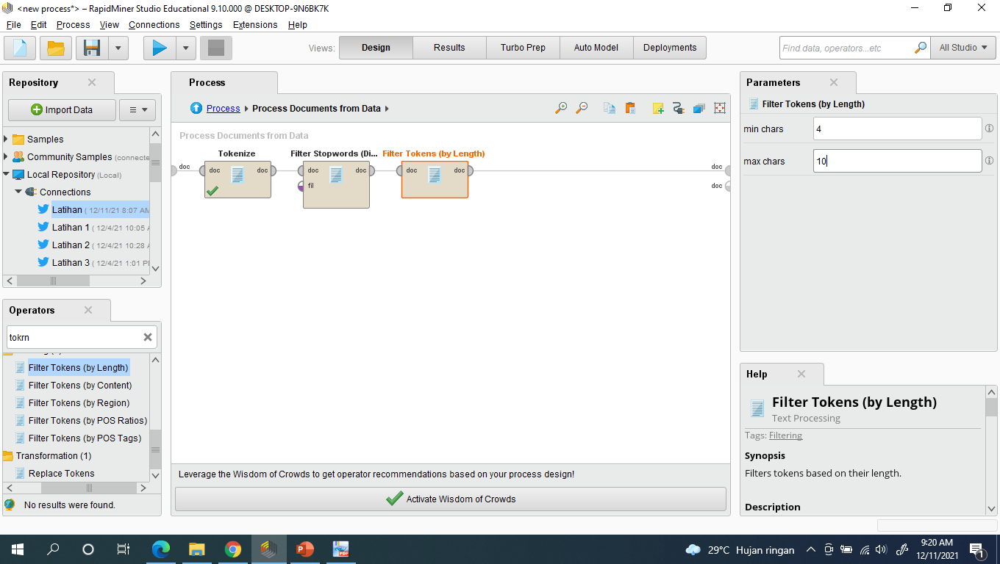 <new process*> – RapidMiner Studio Educational 9.10.000 @ DESKTOP-9N6BK7K
File Edit Process View Connections Settings Extensions Help
Views: Design Results Turbo Prep Auto Model Deployments
Find data, operators...etc
All Studio
Repository
Import Data
Samples
Community Samples (connecte
Local Repository (Local)
Connections
Latihan ( 12/11/21 8:07 AM
Latihan 1 ( 12/4/21 10:05 A
Latihan 2 ( 12/4/21 10:28 A
Latihan 3 ( 12/4/21 1:01 PM
Operators
tokrn
Filter Tokens (by Length)
Filter Tokens (by Content)
Filter Tokens (by Region)
Filter Tokens (by POS Ratios)
Filter Tokens (by POS Tags)
Transformation (1)
Replace Tokens
No results were found.
Process
Process Process Documents from Data
Process Documents from Data
Tokenize Filter Stopwords (Di... Filter Tokens (by Length)
doc doc doc doc doc doc doc doc
fil doc
Leverage the Wisdom of Crowds to get operator recommendations based on your process design!
Activate Wisdom of Crowds
Parameters
Filter Tokens (by Length)
min chars 4
max chars 10
Help
Filter Tokens (by Length)
Text Processing
Tags: Filtering
Synopsis
Filters tokens based on their length.
Description
29°C Hujan ringan
9:20 AM
12/11/2021
1